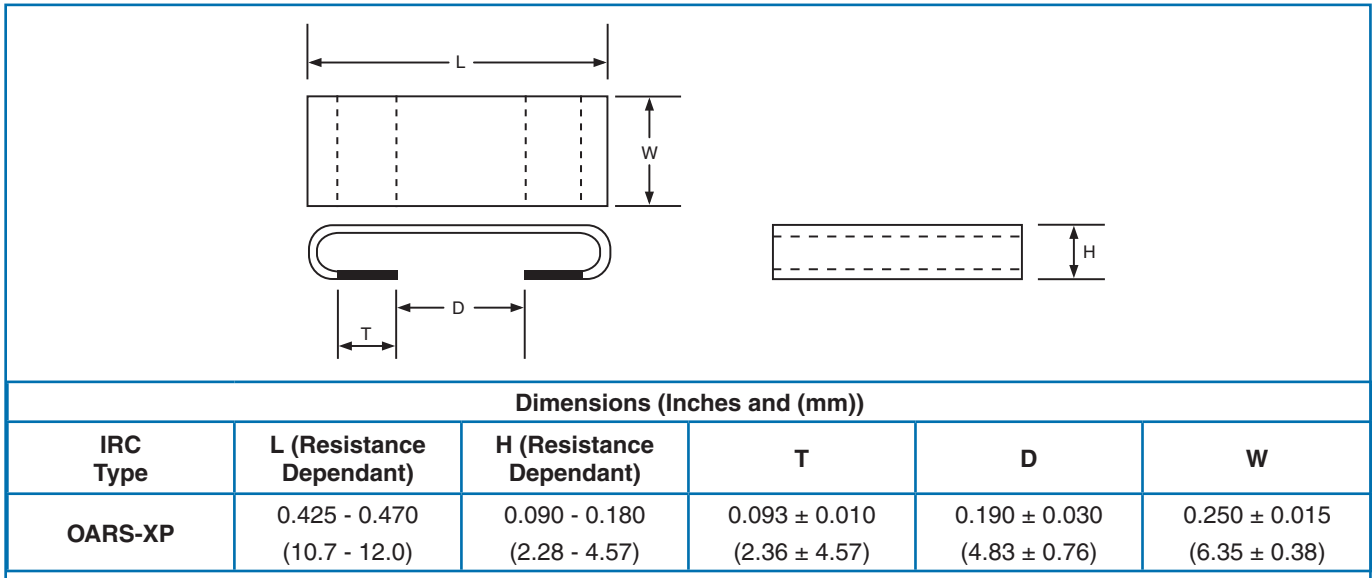 L
W
H
D
T
Dimensions (Inches and (mm))
IRC
Type
L (Resistance
Dependant)
H (Resistance
Dependant)
T
D
W
OARS-XP
0.425 - 0.470
(10.7 - 12.0)
0.090 - 0.180
(2.28 - 4.57)
0.093 ± 0.010
(2.36 ± 4.57)
0.190 ± 0.030
(4.83 ± 0.76)
0.250 ± 0.015
(6.35 ± 0.38)